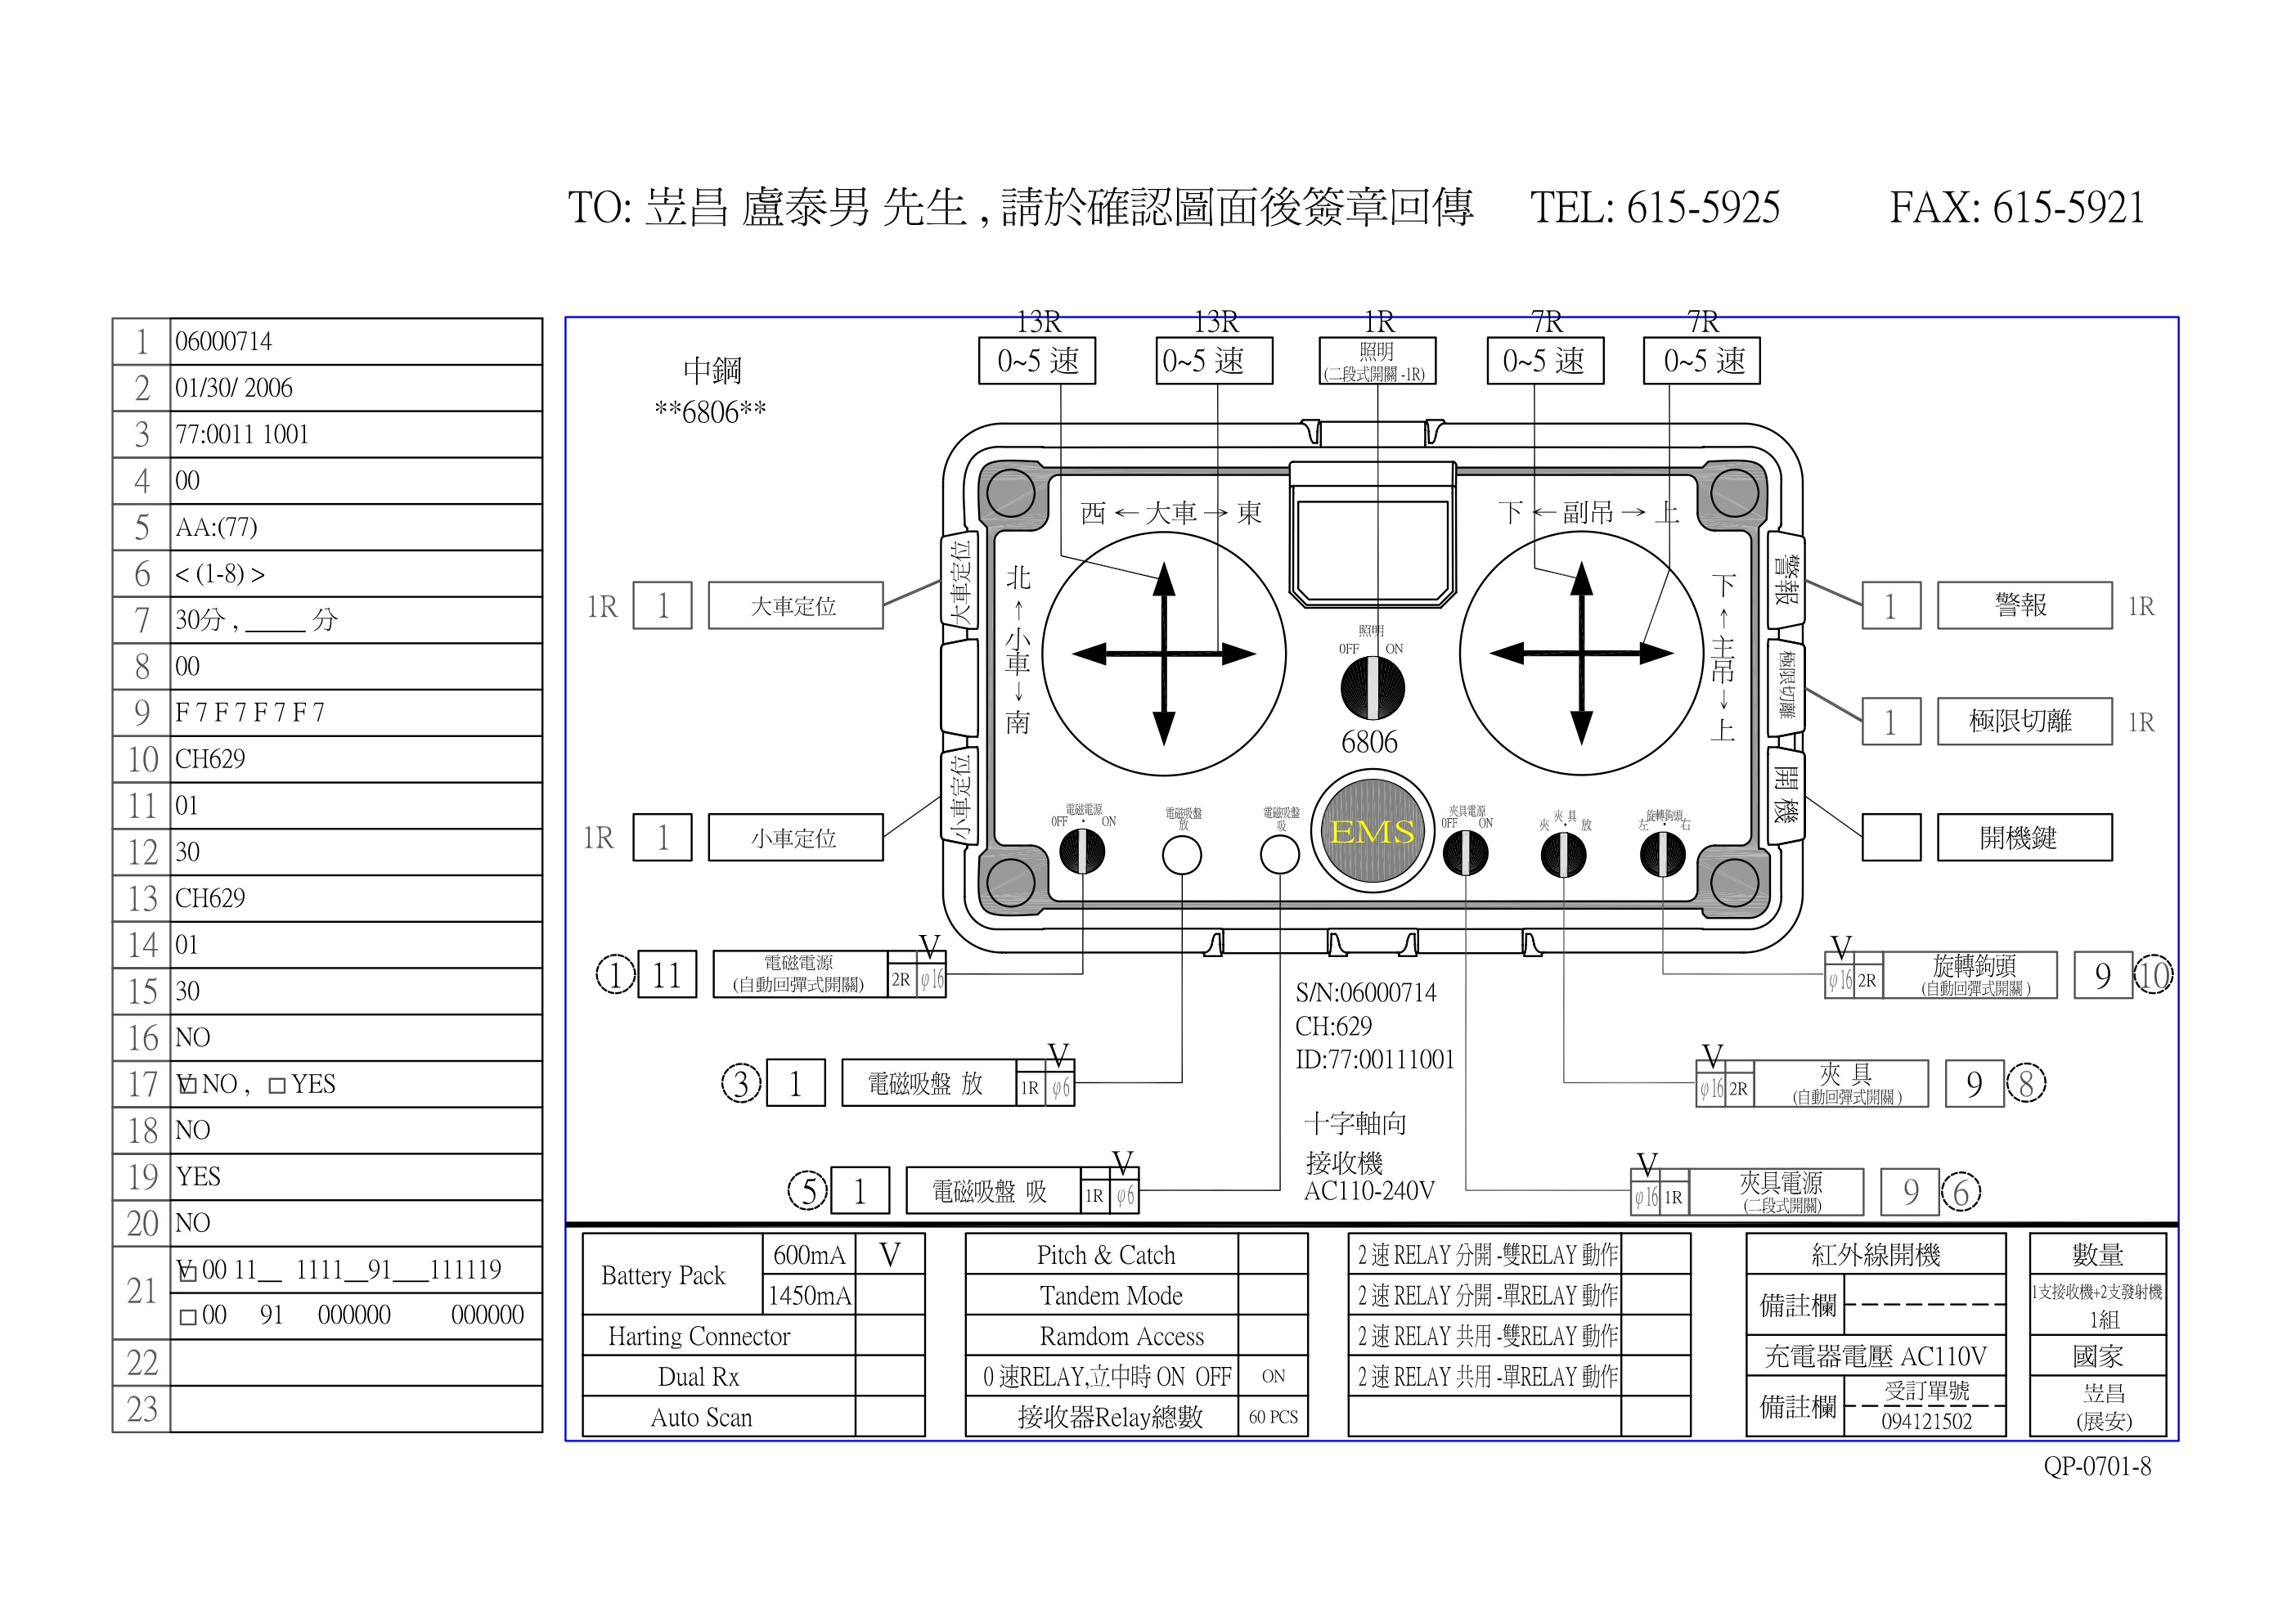 TO: 岦昌 盧泰男 先生 , 請於確認圖面後簽章回傳 TEL: 615-5925 FAX: 615-5921
1 06000714
2 01/30/ 2006
3 77:0011 1001
4 00
5 AA:(77)
6 < (1-8) >
7 30分 , _____ 分
8 00
9 F 7 F 7 F 7 F 7
10 CH629
11 01
12 30
13 CH629
14 01
15 30
16 NO
17 V□ NO , □ YES
18 NO
19 YES
20 NO
21 V□ 00 11__ 1111__91___111119
□ 00 91 000000 000000
22
23
中鋼
**6806**
13R 13R 1R 7R 7R
0~5 速 0~5 速 照明 0~5 速 0~5 速
(二段式開關 -1R)
西 ← 大車 → 東
下 ← 副吊 → 上
北 ↑ 小車 ↓ 南
下 ↑ 主吊 ↓ 上
大車定位
小車定位
警報
極限切離
開機
1R 1 大車定位
1R 1 小車定位
1 警報 1R
1 極限切離 1R
開機鍵
照明
OFF ON
6806
EMS
電磁電源
OFF · ON
電磁吸盤
放
電磁吸盤
吸
夾具電源
OFF ON
夾 具
夾 · 放
旋轉鉤頭
左 · 右
1 11 電磁電源 V
(自動回彈式開關) 2R φ16
3 1 電磁吸盤 放 1R V φ6
5 1 電磁吸盤 吸 1R V φ6
S/N:06000714
CH:629
ID:77:00111001
十字軸向
接收機
AC110-240V
V φ16 2R 旋轉鉤頭 9 10
(自動回彈式開關 )
V φ16 2R 夾 具 9 8
(自動回彈式開關 )
V φ16 1R 夾具電源 9 6
(二段式開關)
Battery Pack 600mA V
1450mA
Harting Connector
Dual Rx
Auto Scan
Pitch & Catch
Tandem Mode
Ramdom Access
0 速RELAY,立中時 ON OFF ON
接收器Relay總數 60 PCS
2 速 RELAY 分開 -雙RELAY 動作
2 速 RELAY 分開 -單RELAY 動作
2 速 RELAY 共用 -雙RELAY 動作
2 速 RELAY 共用 -單RELAY 動作
紅外線開機
備註欄
充電器電壓 AC110V
備註欄 受訂單號
094121502
數量
1支接收機+2支發射機
1組
國家
岦昌
(展安)
QP-0701-8